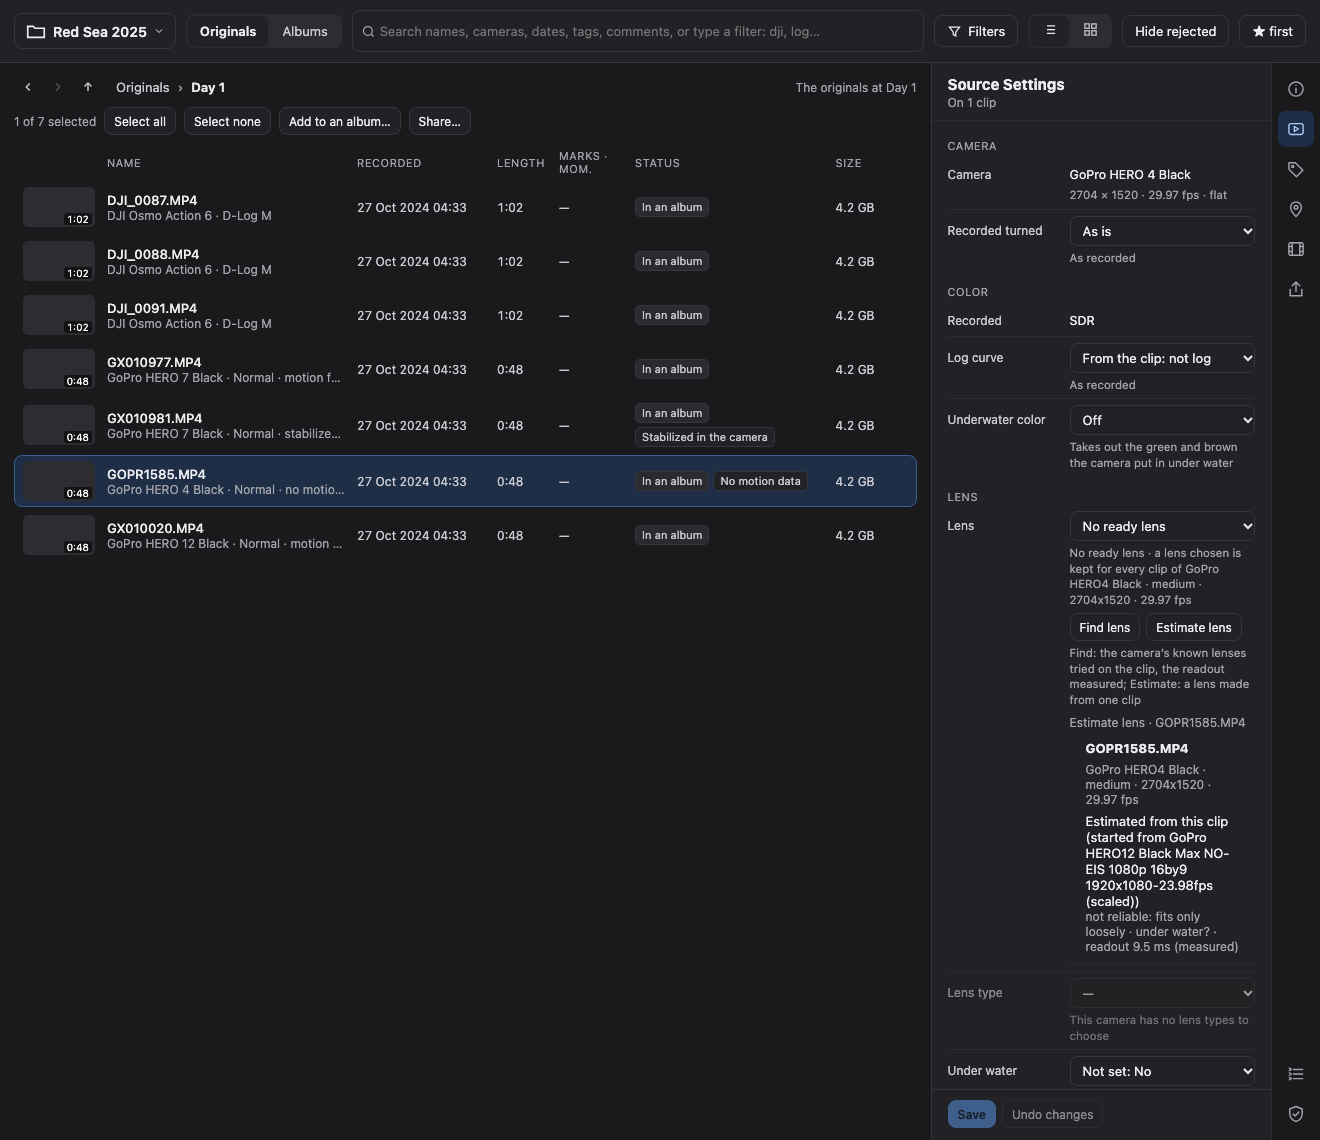 Red Sea 2025
Originals
Albums
Search names, cameras, dates, tags, comments, or type a filter: dji, log…
Filters
Hide rejected
★ first
Originals › Day 1
The originals at Day 1
1 of 7 selected
Select all
Select none
Add to an album…
Share…
NAME
RECORDED
LENGTH
MARKS · MOM.
STATUS
SIZE
1:02
DJI_0087.MP4
DJI Osmo Action 6 · D-Log M
27 Oct 2024 04:33
1:02
—
In an album
4.2 GB
1:02
DJI_0088.MP4
DJI Osmo Action 6 · D-Log M
27 Oct 2024 04:33
1:02
—
In an album
4.2 GB
1:02
DJI_0091.MP4
DJI Osmo Action 6 · D-Log M
27 Oct 2024 04:33
1:02
—
In an album
4.2 GB
0:48
GX010977.MP4
GoPro HERO 7 Black · Normal · motion f…
27 Oct 2024 04:33
0:48
—
In an album
4.2 GB
0:48
GX010981.MP4
GoPro HERO 7 Black · Normal · stabilize…
27 Oct 2024 04:33
0:48
—
In an album
Stabilized in the camera
4.2 GB
0:48
GOPR1585.MP4
GoPro HERO 4 Black · Normal · no motio…
27 Oct 2024 04:33
0:48
—
In an album
No motion data
4.2 GB
0:48
GX010020.MP4
GoPro HERO 12 Black · Normal · motion …
27 Oct 2024 04:33
0:48
—
In an album
4.2 GB
Source Settings
On 1 clip
CAMERA
Camera
GoPro HERO 4 Black
2704 × 1520 · 29.97 fps · flat
Recorded turned
As is
As recorded
COLOR
Recorded
SDR
Log curve
From the clip: not log
As recorded
Underwater color
Off
Takes out the green and brown
the camera put in under water
LENS
Lens
No ready lens
No ready lens · a lens chosen is
kept for every clip of GoPro
HERO4 Black · medium ·
2704x1520 · 29.97 fps
Find lens
Estimate lens
Find: the camera's known lenses
tried on the clip, the readout
measured; Estimate: a lens made
from one clip
Estimate lens · GOPR1585.MP4
GOPR1585.MP4
GoPro HERO4 Black ·
medium · 2704x1520 ·
29.97 fps
Estimated from this clip
(started from GoPro
HERO12 Black Max NO-
EIS 1080p 16by9
1920x1080-23.98fps
(scaled))
not reliable: fits only
loosely · under water? ·
readout 9.5 ms (measured)
Lens type
—
This camera has no lens types to
choose
Under water
Not set: No
Save
Undo changes